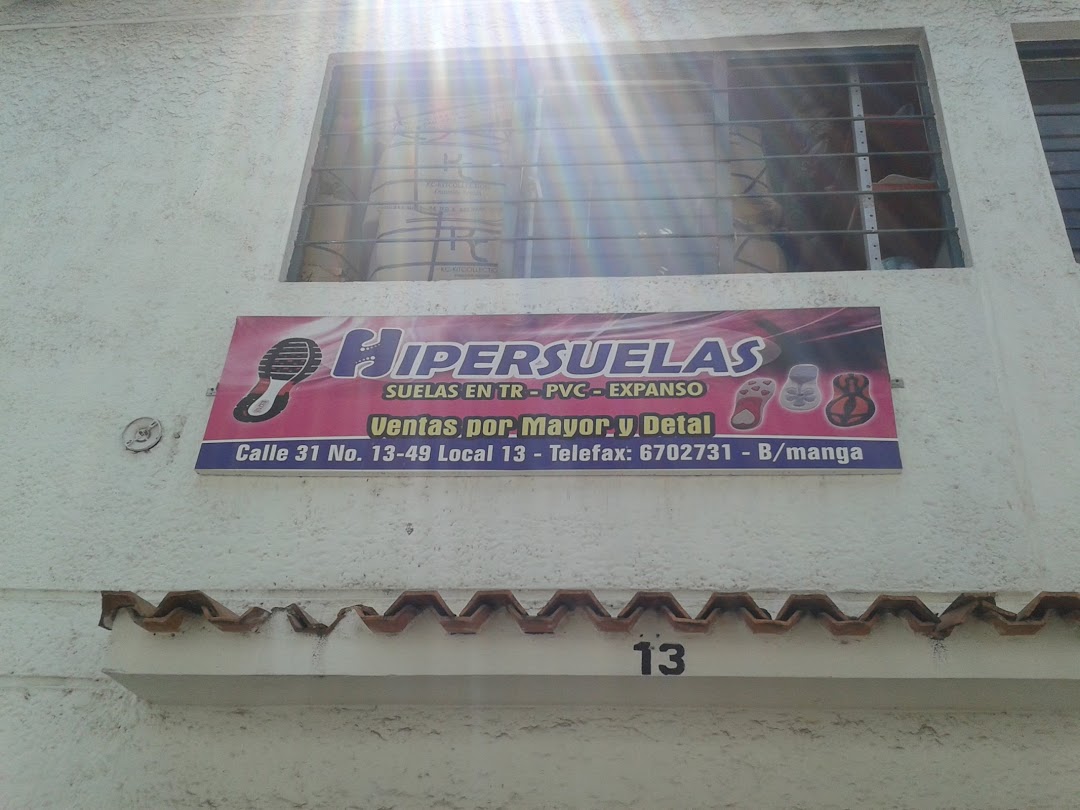 HIPERSUELAS
SUELAS EN TR - PVC - EXPANSO
Ventas por Mayor y Detal
Calle 31 No. 13-49 Local 13 - Telefax: 6702731 - B/manga
13